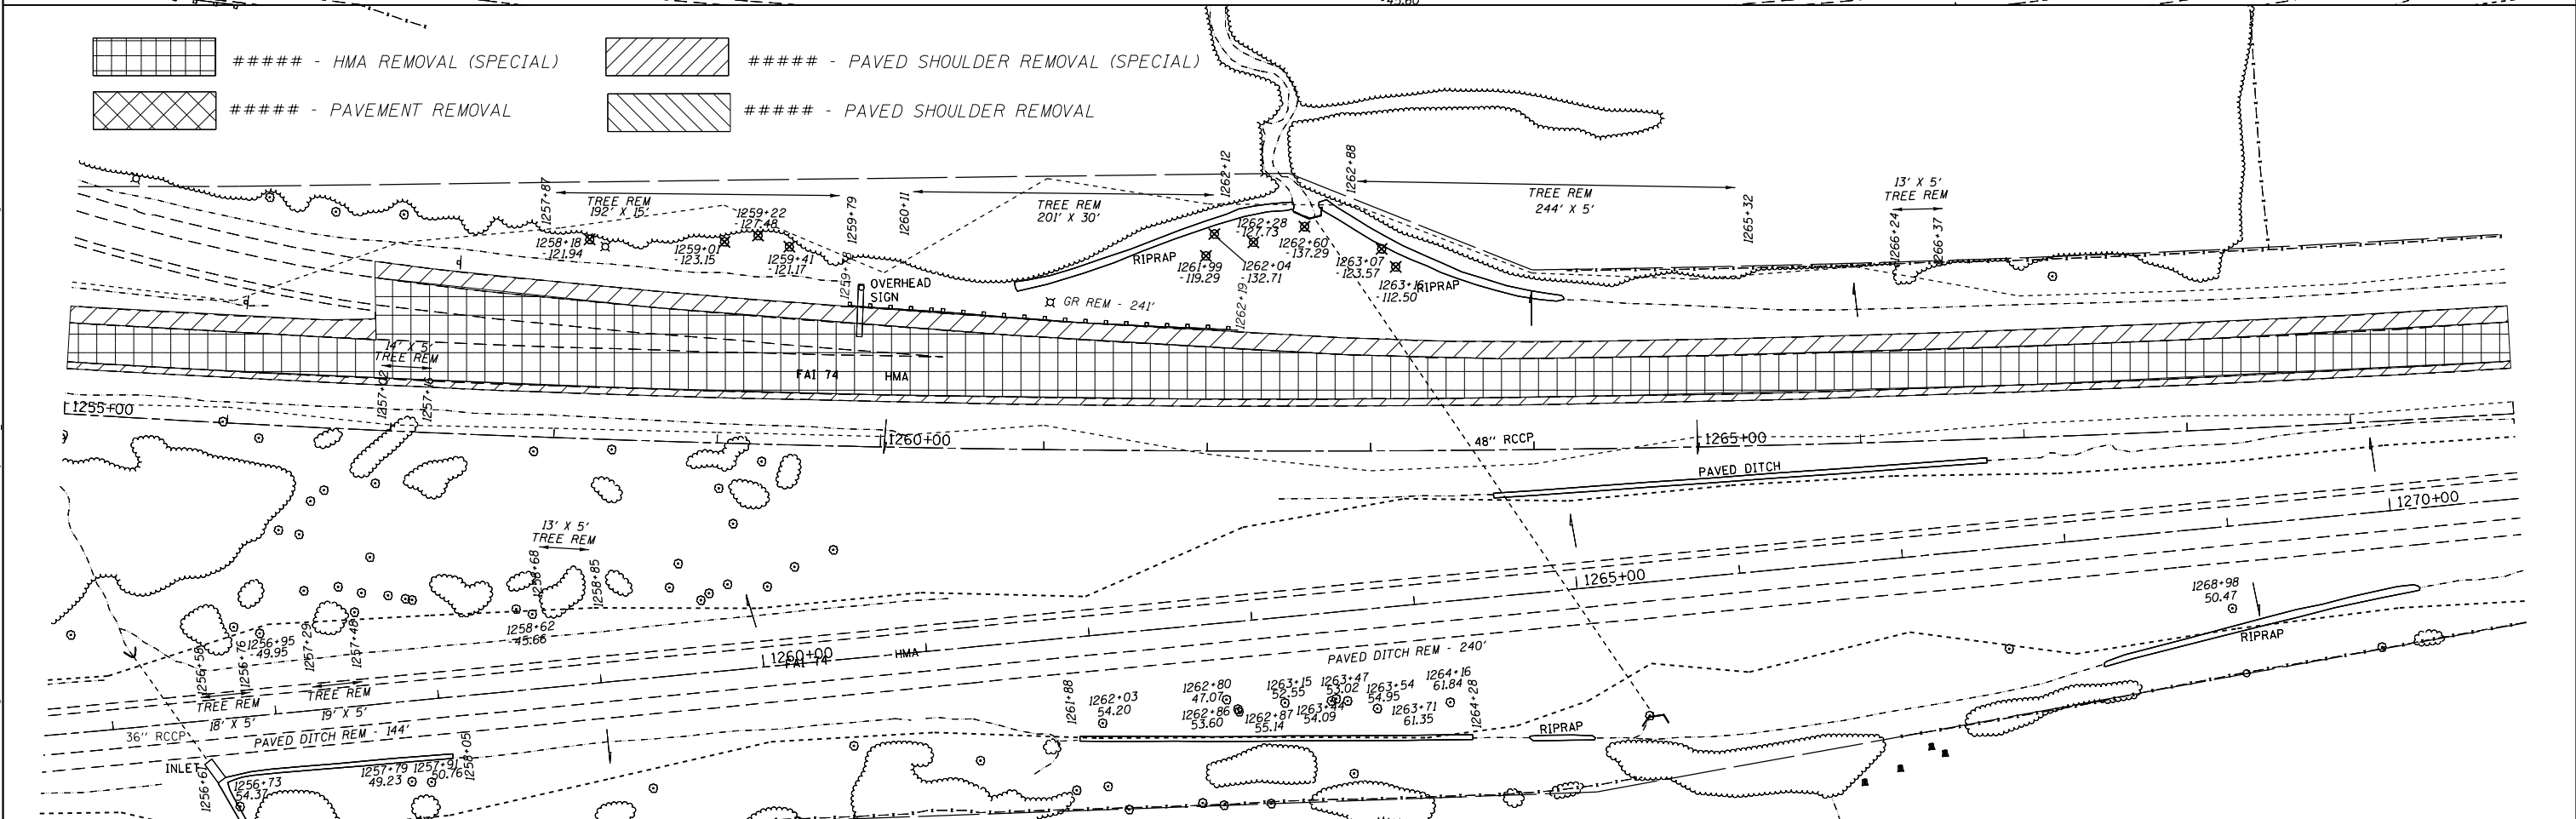 -45.60
##### - HMA REMOVAL (SPECIAL)
##### - PAVED SHOULDER REMOVAL (SPECIAL)
##### - PAVEMENT REMOVAL
##### - PAVED SHOULDER REMOVAL
1257+87
TREE REM
192' X 15'
1258+18
-121.94
1259+01
-123.15
1259+22
-127.48
1259+41
-121.17
1259+79
1260+11
TREE REM
201' X 30'
1262+12
1262+88
TREE REM
244' X 5'
1265+32
13' X 5'
TREE REM
1266+24
1266+37
RIPRAP
1261+99
-119.29
1262+28
-127.73
1262+04
-132.71
1262+60
-137.29
1263+07
-123.57
-112.50
RIPRAP
OVERHEAD
SIGN
GR REM - 241'
1262+19
14' X 5'
TREE REM
1257+02
FAI 74
HMA
1255+00
1260+00
48" RCCP
1265+00
PAVED DITCH
1270+00
13' X 5'
TREE REM
1258+68
1258+85
1258+62
-45.66
1265+00
1268+98
50.47
RIPRAP
1256+95
-49.95
1256+58
1256+76
1257+29
1257+48
TREE REM
18' X 5'
TREE REM
19' X 5'
1260+00
FAI 74
HMA
PAVED DITCH REM - 240'
36" RCCP
PAVED DITCH REM - 144'
INLET
1256+73
54.37
1257+79
49.23
1257+91
50.76
1258+05
1261+88
1262+03
54.20
1262+80
47.07
1262+86
53.60
1262+87
55.14
1263+15
52.55
1263+47
53.02
54.09
1263+54
54.95
1263+71
61.35
1264+16
61.84
1264+28
RIPRAP